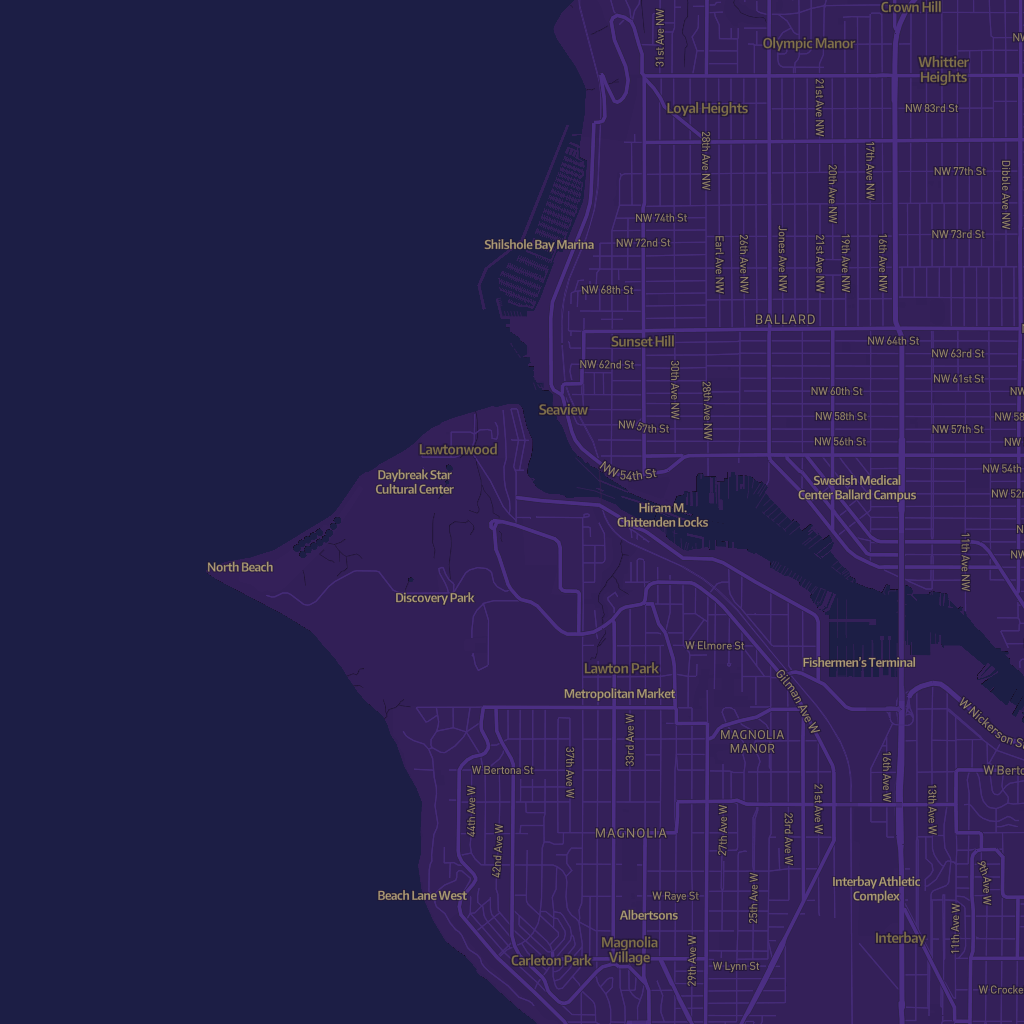 Crown Hill
31st Ave NW
Olympic Manor
Whittier
Heights
21st Ave NW
Loyal Heights
NW 83rd St
28th Ave NW
17th Ave NW
20th Ave NW
NW 77th St
Dibble Ave NW
NW 74th St
NW 73rd St
Shilshole Bay Marina
NW 72nd St
Earl Ave NW
26th Ave NW
Jones Ave NW
21st Ave NW
19th Ave NW
16th Ave NW
NW 68th St
BALLARD
Sunset Hill
NW 64th St
NW 63rd St
NW 62nd St
30th Ave NW
28th Ave NW
NW 61st St
NW 60th St
NW
Seaview
NW 58th St
NW 58
NW 57th St
NW 57th St
NW 56th St
NW
Lawtonwood
NW 54th St
NW 54th
Daybreak Star
Cultural Center
Swedish Medical
Center Ballard Campus
NW 52n
Hiram M.
Chittenden Locks
11th Ave NW
NW
North Beach
Discovery Park
W Elmore St
Fishermen's Terminal
Lawton Park
Gilman Ave W
Metropolitan Market
W Nickerson St
33rd Ave W
MAGNOLIA
MANOR
37th Ave W
W Bertona St
16th Ave W
W Berto
44th Ave W
21st Ave W
13th Ave W
27th Ave W
23rd Ave W
MAGNOLIA
42nd Ave W
Beach Lane West
W Raye St
25th Ave W
Interbay Athletic
Complex
9th Ave W
Albertsons
11th Ave W
Interbay
Magnolia
Village
29th Ave W
Carleton Park
W Lynn St
W Crocke